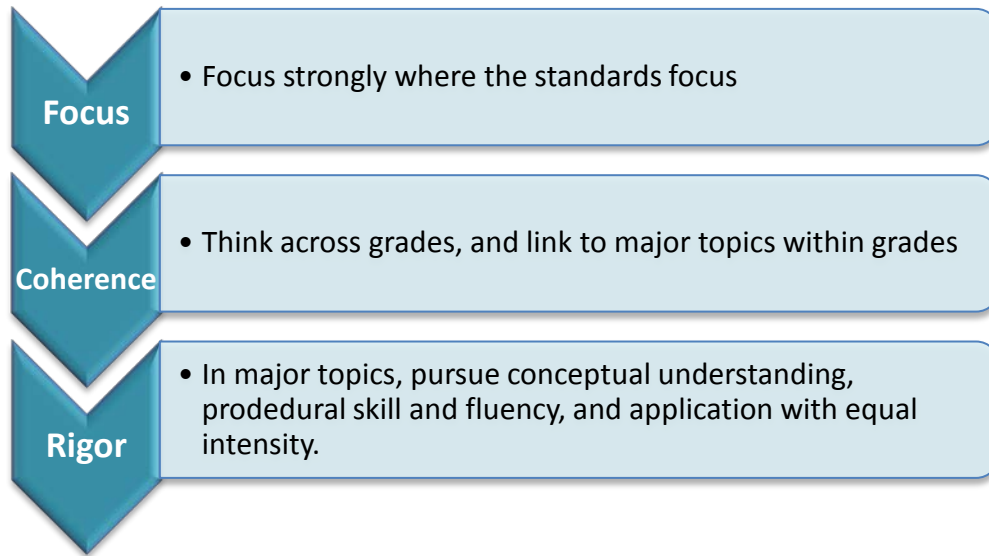 Focus
• Focus strongly where the standards focus
Coherence
• Think across grades, and link to major topics within grades
Rigor
• In major topics, pursue conceptual understanding,
prodedural skill and fluency, and application with equal
intensity.